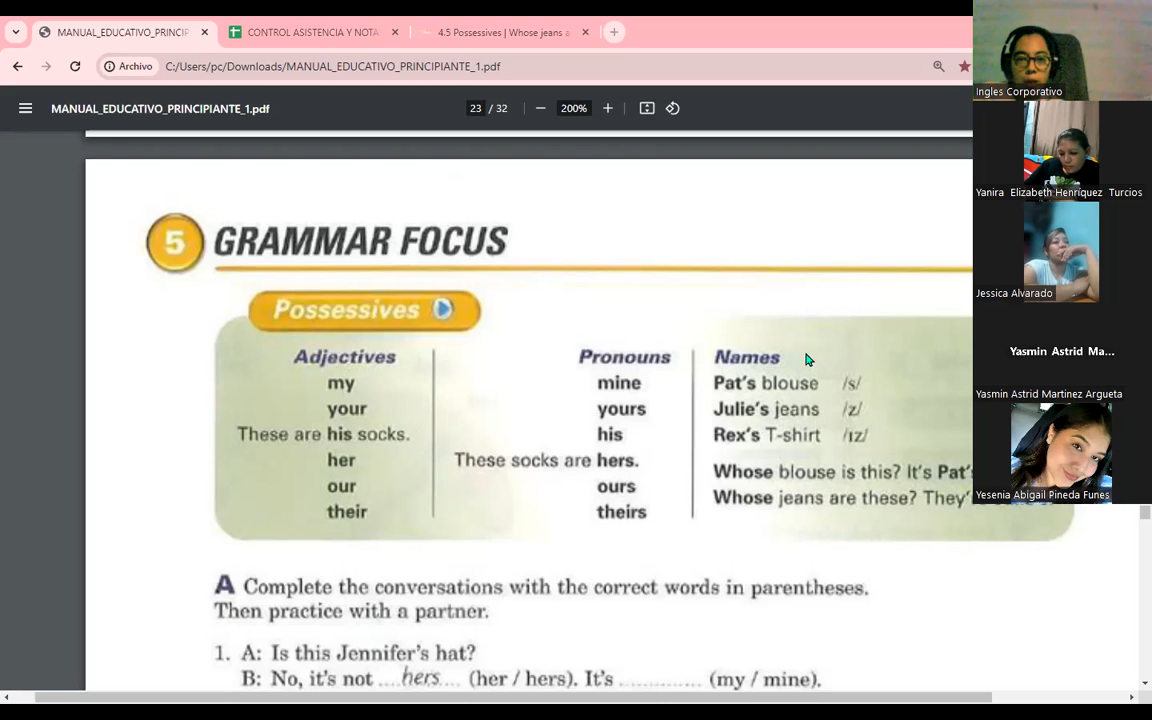 MANUAL_EDUCATIVO_PRINCIP
CONTROL ASISTENCIA Y NOTA
4.5 Possessives | Whose jeans a
Archivo
C:/Users/pc/Downloads/MANUAL_EDUCATIVO_PRINCIPIANTE_1.pdf
MANUAL_EDUCATIVO_PRINCIPIANTE_1.pdf
23 / 32
200%
5 GRAMMAR FOCUS
Possessives
Adjectives Pronouns Names
my mine Pat's blouse /s/
your yours Julie's jeans /z/
These are his socks. his Rex's T-shirt /ɪz/
her These socks are hers.
our ours Whose blouse is this? It's Pat'
their theirs Whose jeans are these? They'
A Complete the conversations with the correct words in parentheses.
Then practice with a partner.
1. A: Is this Jennifer's hat?
B: No, it's not ...hers.... (her / hers). It's ............. (my / mine).
Ingles Corporativo
Yanira Elizabeth Henriquez Turcios
Jessica Alvarado
Yasmin Astrid Ma...
Yasmin Astrid Martinez Argueta
Yesenia Abigail Pineda Funes